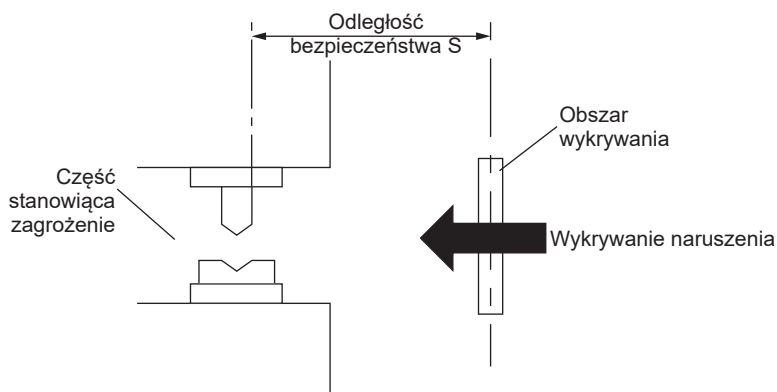 Odległość
bezpieczeństwa S
Obszar
wykrywania
Część
stanowiąca
zagrożenie
Wykrywanie naruszenia